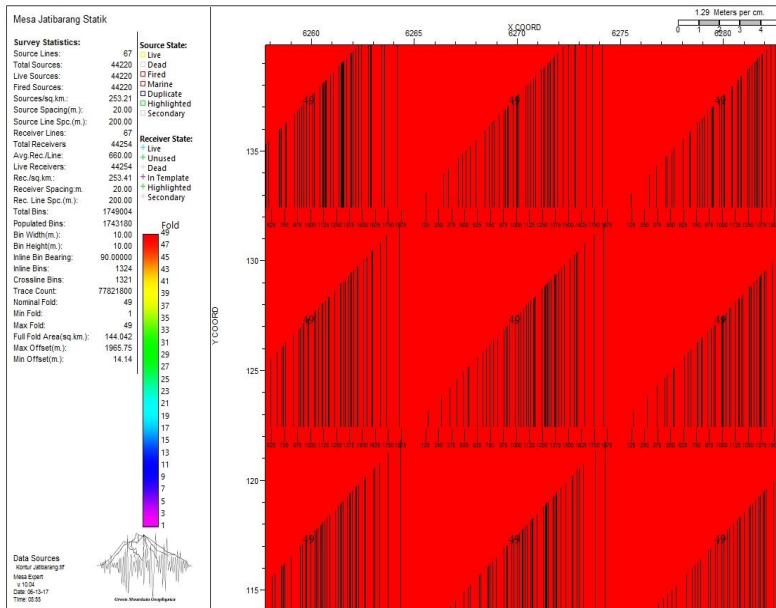 Mesa Jatibarang Statik
Survey Statistics:
Source Lines: 67
Total Sources: 44220
Live Sources: 44220
Fired Sources: 44220
Sources/sq.km.: 253.21
Source Spacing(m.): 20.00
Source Line Spc.(m.): 200.00
Receiver Lines: 67
Total Receivers 44254
Avg.Rec./Line: 660.00
Live Receivers: 44254
Rec./sq.km.: 253.41
Receiver Spacing:m. 20.00
Rec. Line Spc.(m.): 200.00
Total Bins: 1749004
Populated Bins: 1743180
Bin Width(m.): 10.00
Bin Height(m.): 10.00
Inline Bin Bearing: 90.00000
Inline Bins: 1324
Crossline Bins: 1321
Trace Count: 77821800
Nominal Fold: 49
Min Fold: 1
Max Fold: 49
Full Fold Area(sq.km.): 144.042
Max Offset(m.): 1965.75
Min Offset(m.): 14.14
Source State:
Live
Dead
Fired
Marine
Duplicate
Highlighted
Secondary
Receiver State:
Live
Unused
Dead
In Template
Highlighted
Secondary
Fold
49
47
45
43
41
39
37
35
33
31
29
27
25
23
21
19
17
15
13
11
9
7
5
3
1
Data Sources
Kontur Jatibarang.tif
Mesa Expert
v. 10.04
Date: 06-13-17
Time: 05:55
Green Mountain Geophysics
1.29 Meters per cm.
0 1 2 3 4
X COORD
6260 6265 6270 6275 6280
Y COORD
135
130
125
120
115
49 49 49
49 49 49
49 49 49